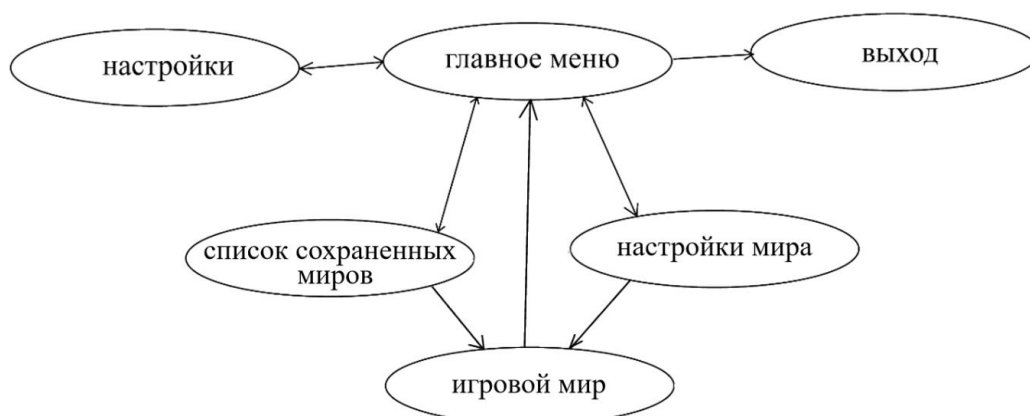 настройки
главное меню
выход
список сохраненных
миров
настройки мира
игровой мир